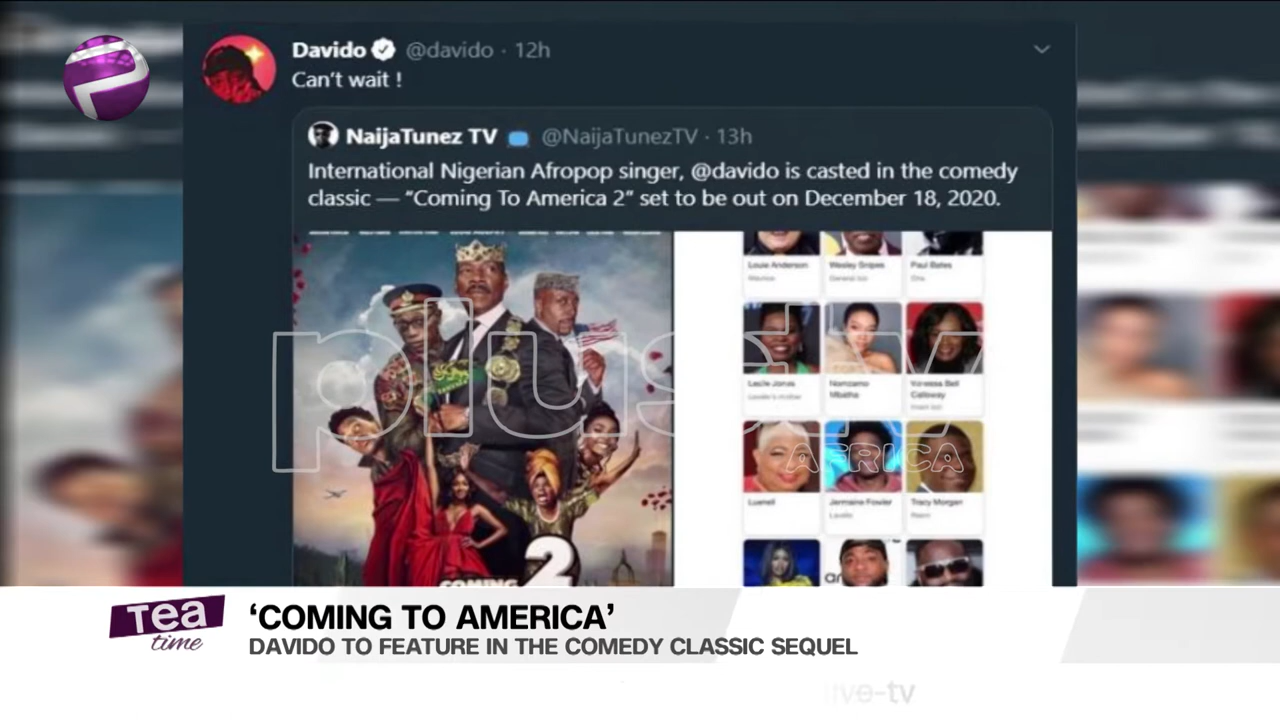 Davido @davido · 12h
Can't wait !
NaijaTunez TV @NaijaTunezTV · 13h
International Nigerian Afropop singer, @davido is casted in the comedy
classic — “Coming To America 2” set to be out on December 18, 2020.
Louie Anderson
Wesley Snipes
Paul Bates
Leslie Jones
Nomzamo
Mbatha
Vanessa Bell
Calloway
Luenell
Jermaine Fowler
Tracy Morgan
plustv
AFRICA
COMING
2
Tea
time
‘COMING TO AMERICA’
DAVIDO TO FEATURE IN THE COMEDY CLASSIC SEQUEL